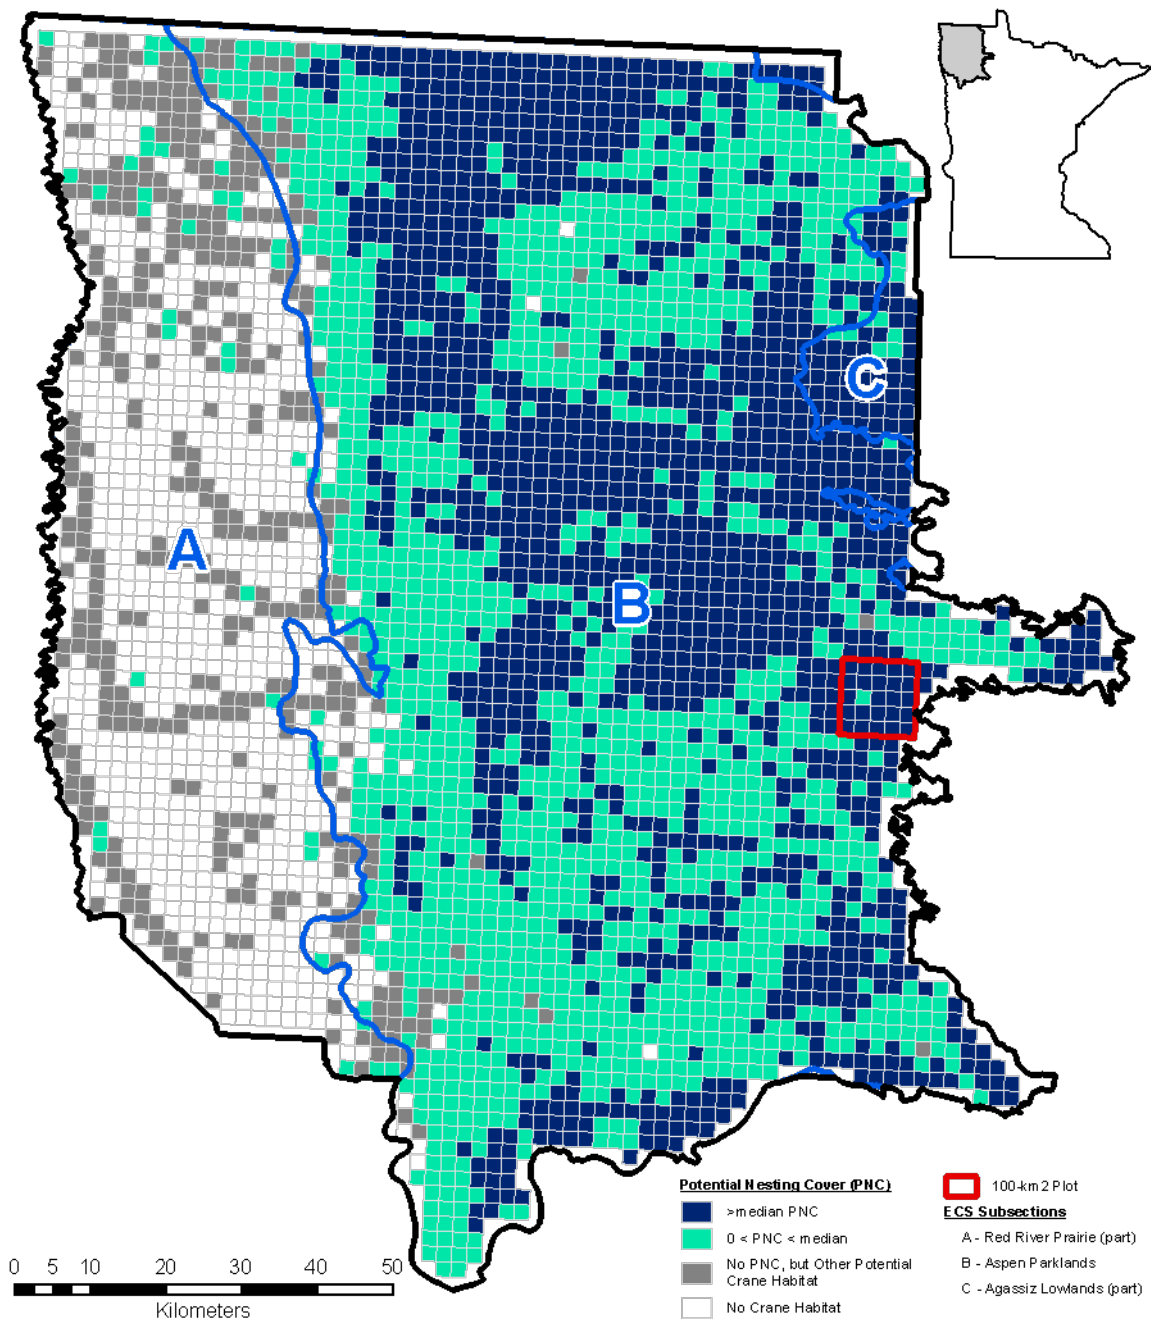 A
B
C
Potential Nesting Cover (PNC)
>median PNC
0 < PNC < median
No PNC, but Other Potential
Crane Habitat
No Crane Habitat
100-km2 Plot
ECS Subsections
A - Red River Prairie (part)
B - Aspen Parklands
C - Agassiz Lowlands (part)
0 5 10 20 30 40 50
Kilometers